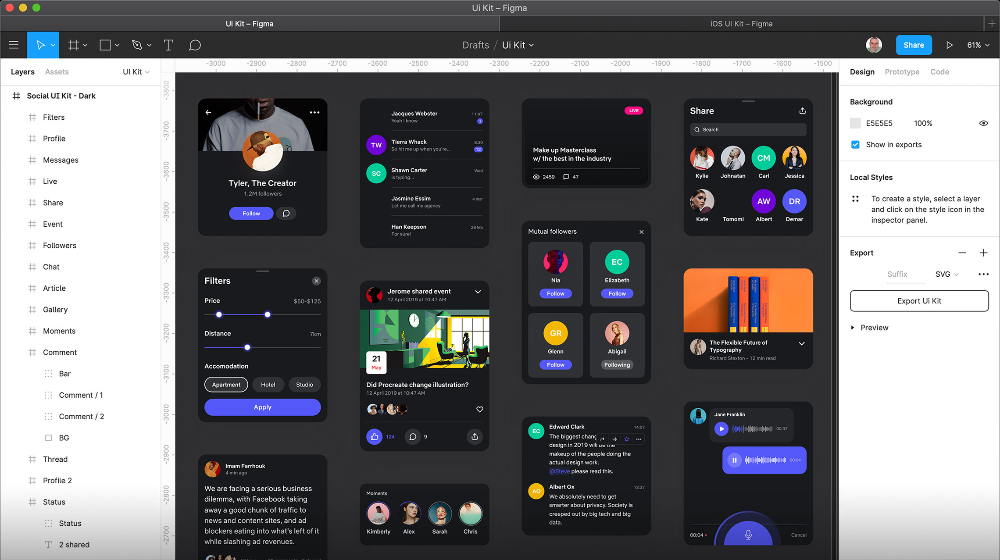 Ui Kit – Figma
Ui Kit – Figma
iOS UI Kit – Figma
Drafts / Ui Kit
Share
61%
Layers
Assets
UI Kit
-3000
-2900
-2800
-2700
-2600
-2500
-2400
-2300
-2200
-2100
-2000
-1900
-1800
-1700
-1600
-1500
-3800
-3700
-3600
-3500
-3400
-3300
-3200
-3100
-3000
-2900
-2800
-2700
Social UI Kit - Dark
Filters
Profile
Messages
Live
Share
Event
Followers
Chat
Article
Gallery
Moments
Comment
Bar
Comment / 1
Comment / 2
BG
Thread
Profile 2
Status
Status
2 shared
Tyler, The Creator
1.2M followers
Follow
Filters
Price
$50-$125
Distance
7km
Accomodation
Apartment
Hotel
Studio
Apply
Imam Farrhouk
4 min ago
We are facing a serious business
dilemma, with Facebook taking
away a good chunk of traffic to
news and content sites, and ad
blockers eating into what's left of it
while slashing ad revenues.
Jacques Webster
11:47
Yeah I know
1
TW
Tierra Whack
8:30
So hit me up when you're...
12
SC
Shawn Carter
Wed
is typing...
Jasmine Essim
4 mar
Let me call my agency
Han Keepson
28 feb
For sure!
Jerome shared event
12 April 2019 at 10:47 AM
21
May
Did Procreate change illustration?
12 April 2019 at 10:47 AM
124
9
Moments
Kimberly
Alex
Sarah
Chris
LIVE
Make up Masterclass
w/ the best in the industry
2459
47
Mutual followers
Nia
Follow
EC
Elizabeth
Follow
GR
Glenn
Follow
Abigail
Following
EC
Edward Clark
14:07
The biggest chang
design in 2019 will be the
makeup of the people doing the
actual design work.
@Steve please read this.
AO
Albert Ox
13:37
We absolutely need to get
smarter about privacy. Society is
creeped out by big tech and big
data.
Share
Search
Kylie
Johnatan
CM
Carl
Jessica
Kate
Tomomi
AW
Albert
DR
Demar
The Flexible Future of
Typography
Richard Stexton - 12 min read
Jane Franklin
00:37
00:04
00:04
Cancel
Design
Prototype
Code
Background
E5E5E5
100%
Show in exports
Local Styles
To create a style, select a layer
and click on the style icon in the
inspector panel.
Export
Suffix
SVG
Export Ui Kit
Preview